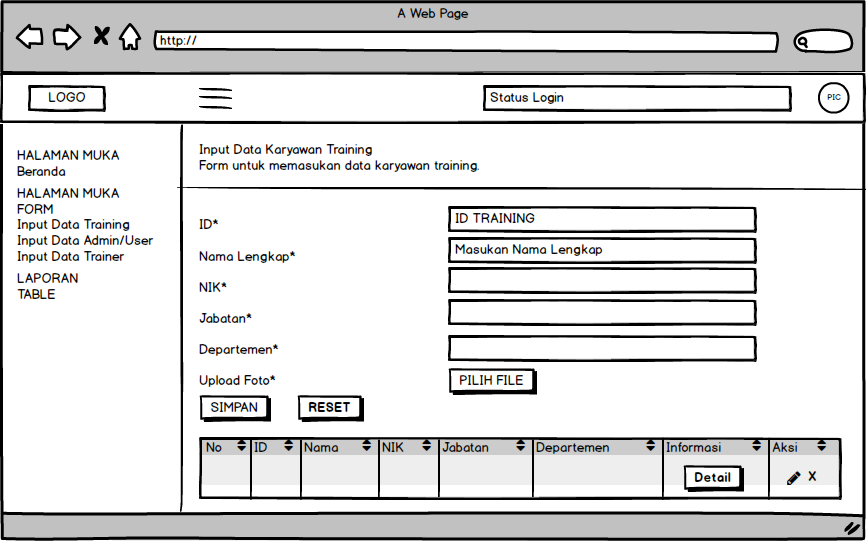 A Web Page
http://
LOGO
Status Login
PIC
HALAMAN MUKA
Beranda
HALAMAN MUKA
FORM
Input Data Training
Input Data Admin/User
Input Data Trainer
LAPORAN
TABLE
Input Data Karyawan Training
Form untuk memasukan data karyawan training.
ID* ID TRAINING
Nama Lengkap* Masukan Nama Lengkap
NIK*
Jabatan*
Departemen*
Upload Foto* PILIH FILE
SIMPAN RESET
No ID Nama NIK Jabatan Departemen Informasi Aksi
Detail X